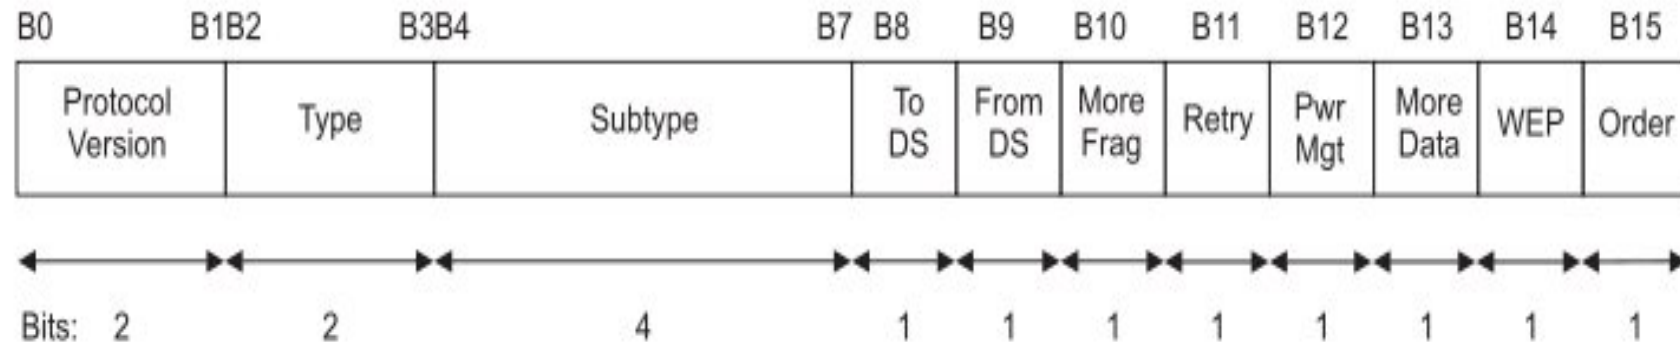 B0 B1B2 B3B4 B7 B8 B9 B10 B11 B12 B13 B14 B15
Protocol Version Type Subtype To DS From DS More Frag Retry Pwr Mgt More Data WEP Order
Bits: 2 2 4 1 1 1 1 1 1 1 1